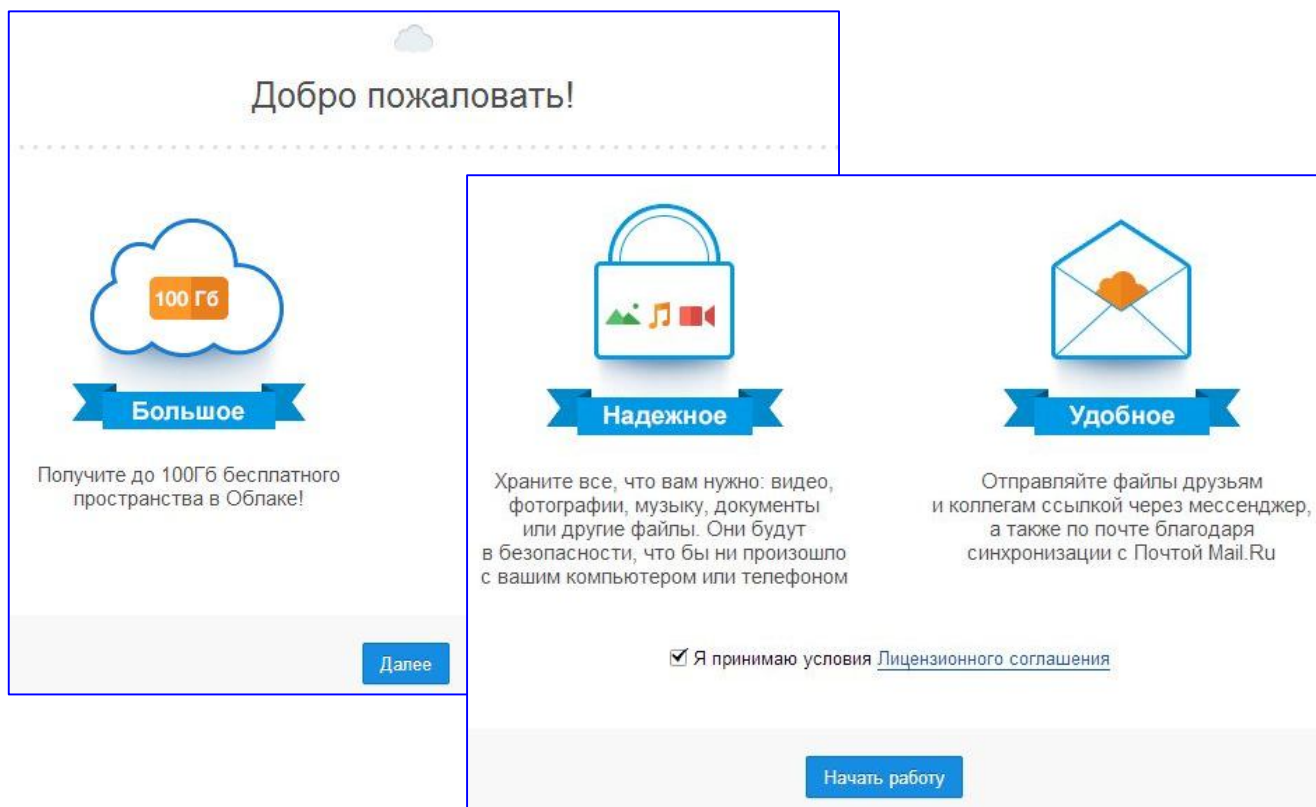 Добро пожаловать!
100 Гб
Большое
Получите до 100Гб бесплатного
пространства в Облаке!
Далее
Надежное
Храните все, что вам нужно: видео,
фотографии, музыку, документы
или другие файлы. Они будут
в безопасности, что бы ни произошло
с вашим компьютером или телефоном
Удобное
Отправляйте файлы друзьям
и коллегам ссылкой через мессенджер,
а также по почте благодаря
синхронизации с Почтой Mail.Ru
Я принимаю условия Лицензионного соглашения
Начать работу